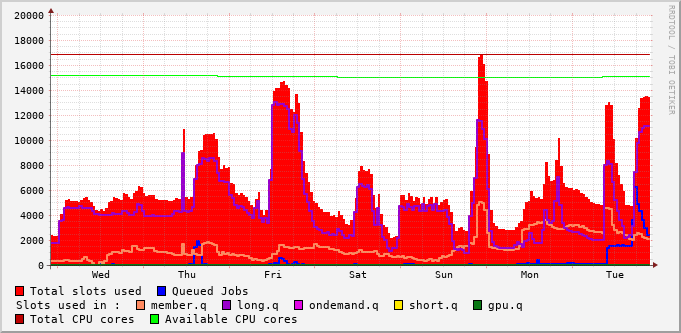 20000
18000
16000
14000
12000
10000
8000
6000
4000
2000
0
Wed Thu Fri Sat Sun Mon Tue
RRDTOOL / TOBI OETIKER
Total slots used Queued Jobs
Slots used in : member.q long.q ondemand.q short.q gpu.q
Total CPU cores Available CPU cores